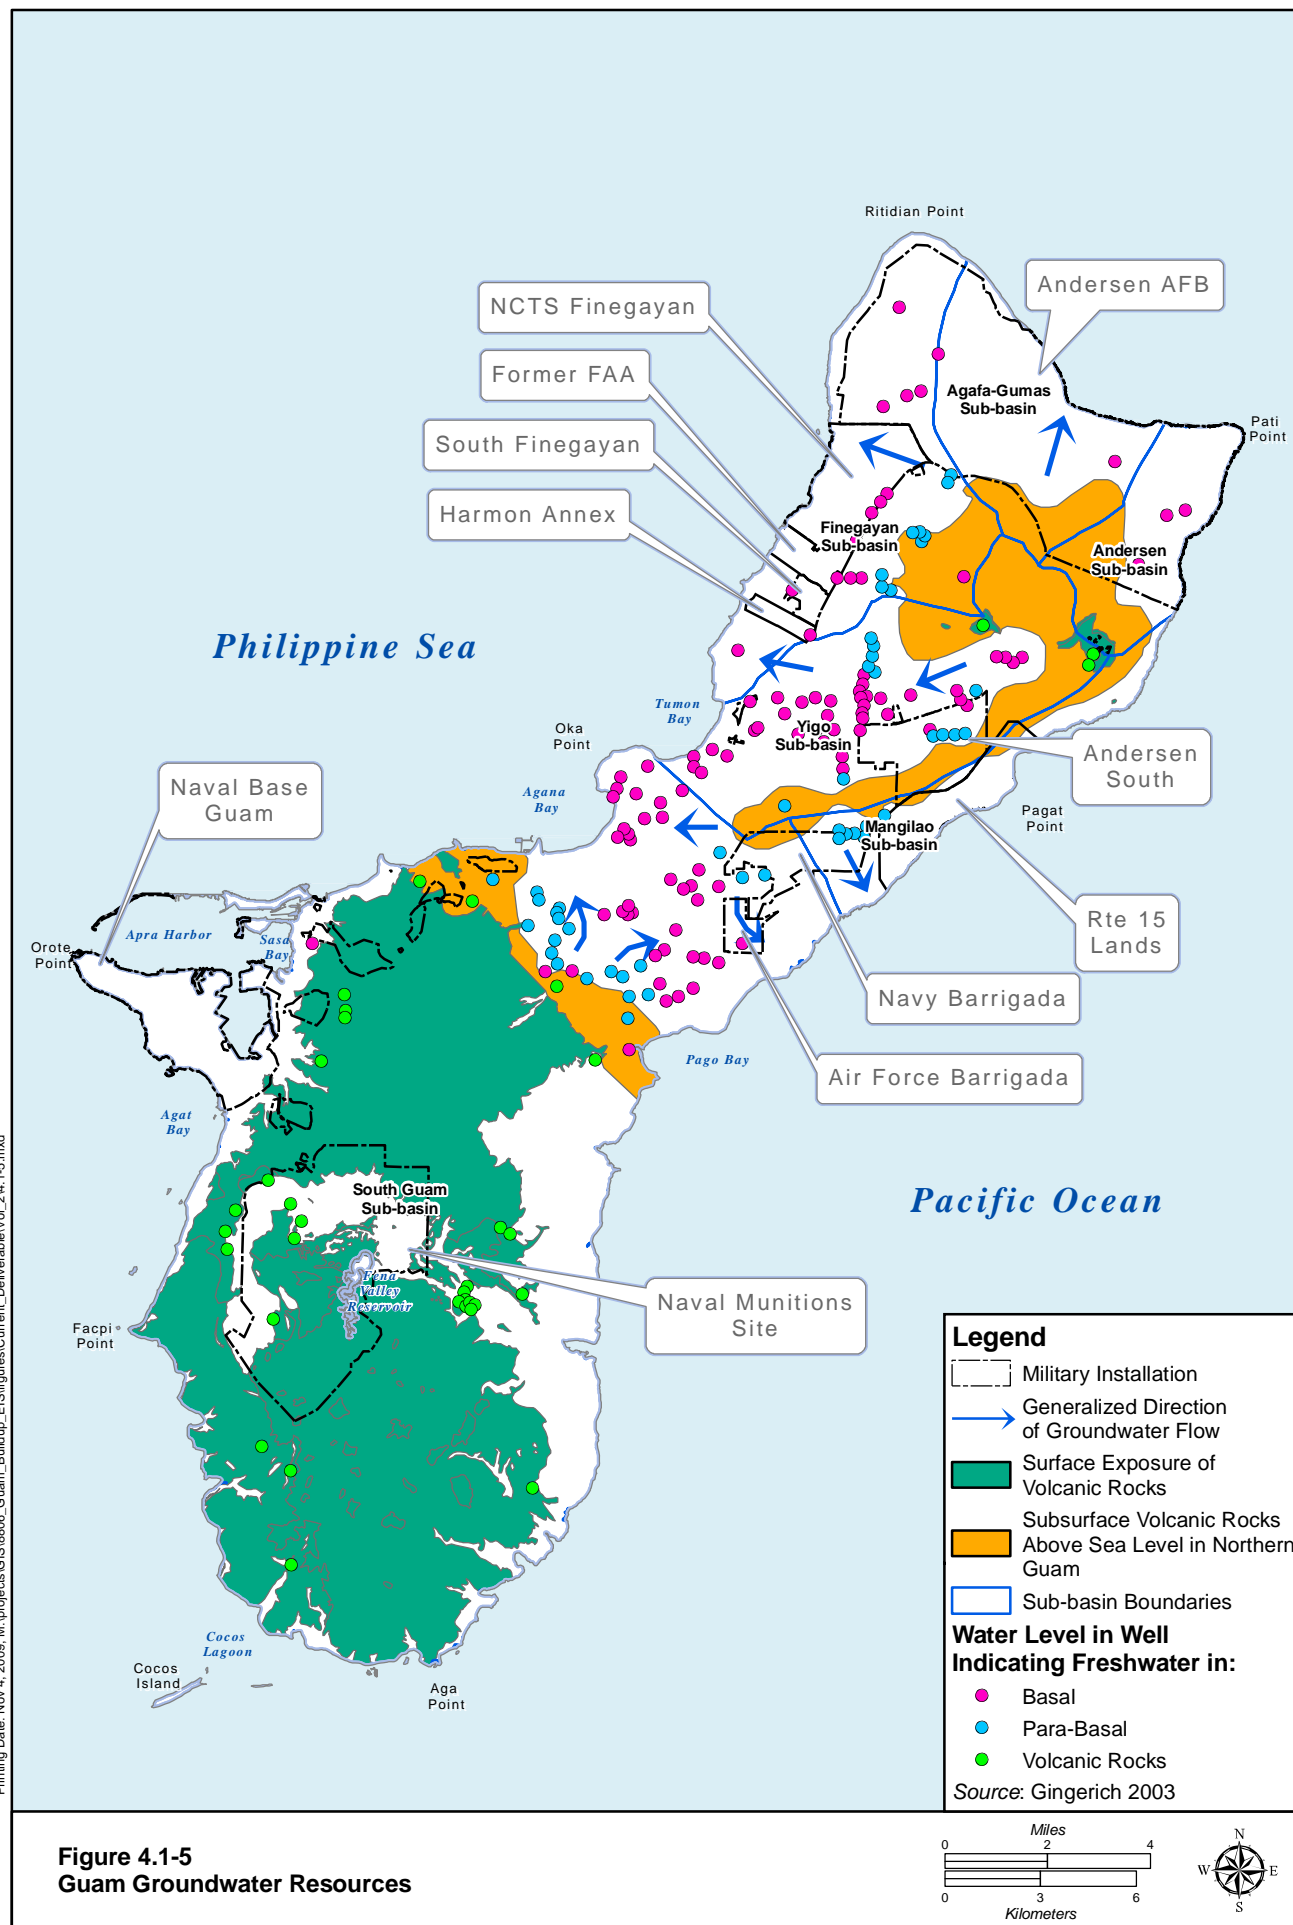 Ritidian Point
Andersen AFB
NCTS Finegayan
Former FAA
South Finegayan
Harmon Annex
Agafa-Gumas
Sub-basin
Pati
Point
Finegayan
Sub-basin
Andersen
Sub-basin
Philippine Sea
Tumon
Bay
Oka
Point
Yigo
Sub-basin
Andersen
South
Naval Base
Guam
Agana
Bay
Pagat
Point
Mangilao
Sub-basin
Rte 15
Lands
Orote
Point
Apra Harbor
Sasa
Bay
Navy Barrigada
Pago Bay
Air Force Barrigada
Agat
Bay
South Guam
Sub-basin
Pacific Ocean
Fena
Valley
Reservoir
Naval Munitions
Site
Facpi
Point
Cocos
Lagoon
Cocos
Island
Aga
Point
Legend
Military Installation
Generalized Direction
of Groundwater Flow
Surface Exposure of
Volcanic Rocks
Subsurface Volcanic Rocks
Above Sea Level in Northern
Guam
Sub-basin Boundaries
Water Level in Well
Indicating Freshwater in:
Basal
Para-Basal
Volcanic Rocks
Source: Gingerich 2003
Figure 4.1-5
Guam Groundwater Resources
Miles
0 2 4
0 3 6
Kilometers
N
W E
S